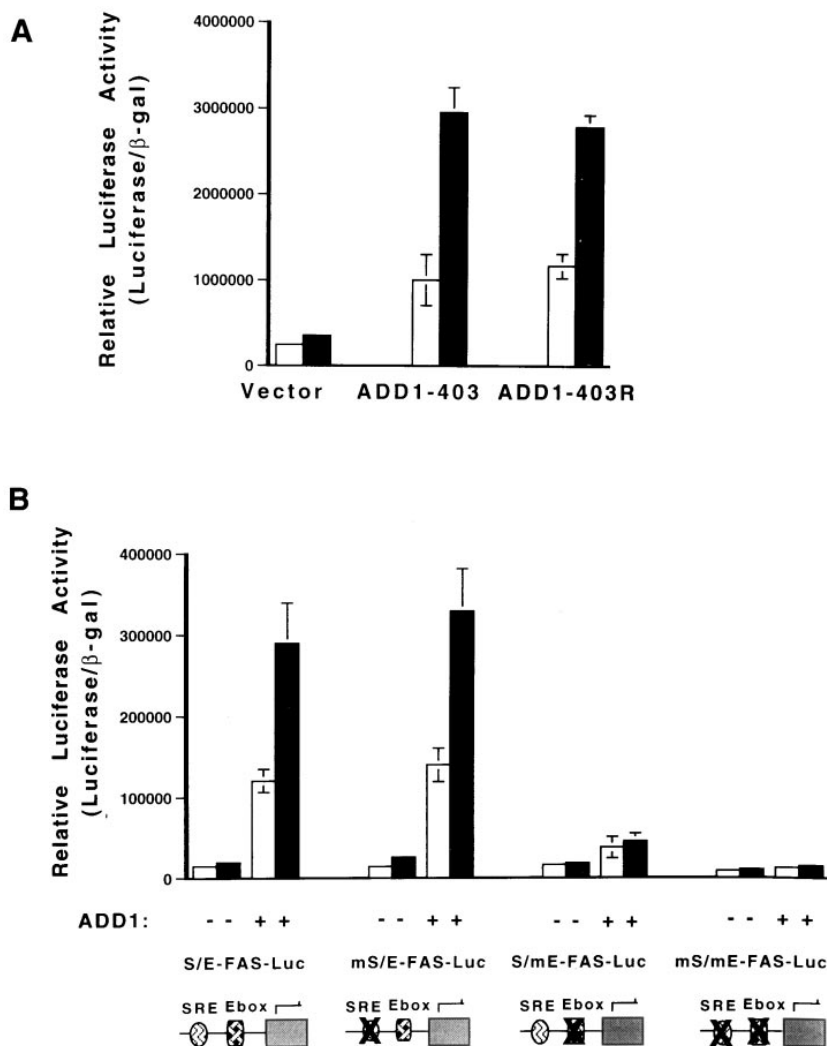 A
Relative Luciferase Activity
(Luciferase/β-gal)
4000000
3000000
2000000
1000000
0
Vector ADD1-403 ADD1-403R
B
Relative Luciferase Activity
(Luciferase/β-gal)
400000
300000
200000
100000
0
ADD1: - - + + - - + + - - + + - - + +
S/E-FAS-Luc mS/E-FAS-Luc S/mE-FAS-Luc mS/mE-FAS-Luc
SRE Ebox SRE Ebox SRE Ebox SRE Ebox